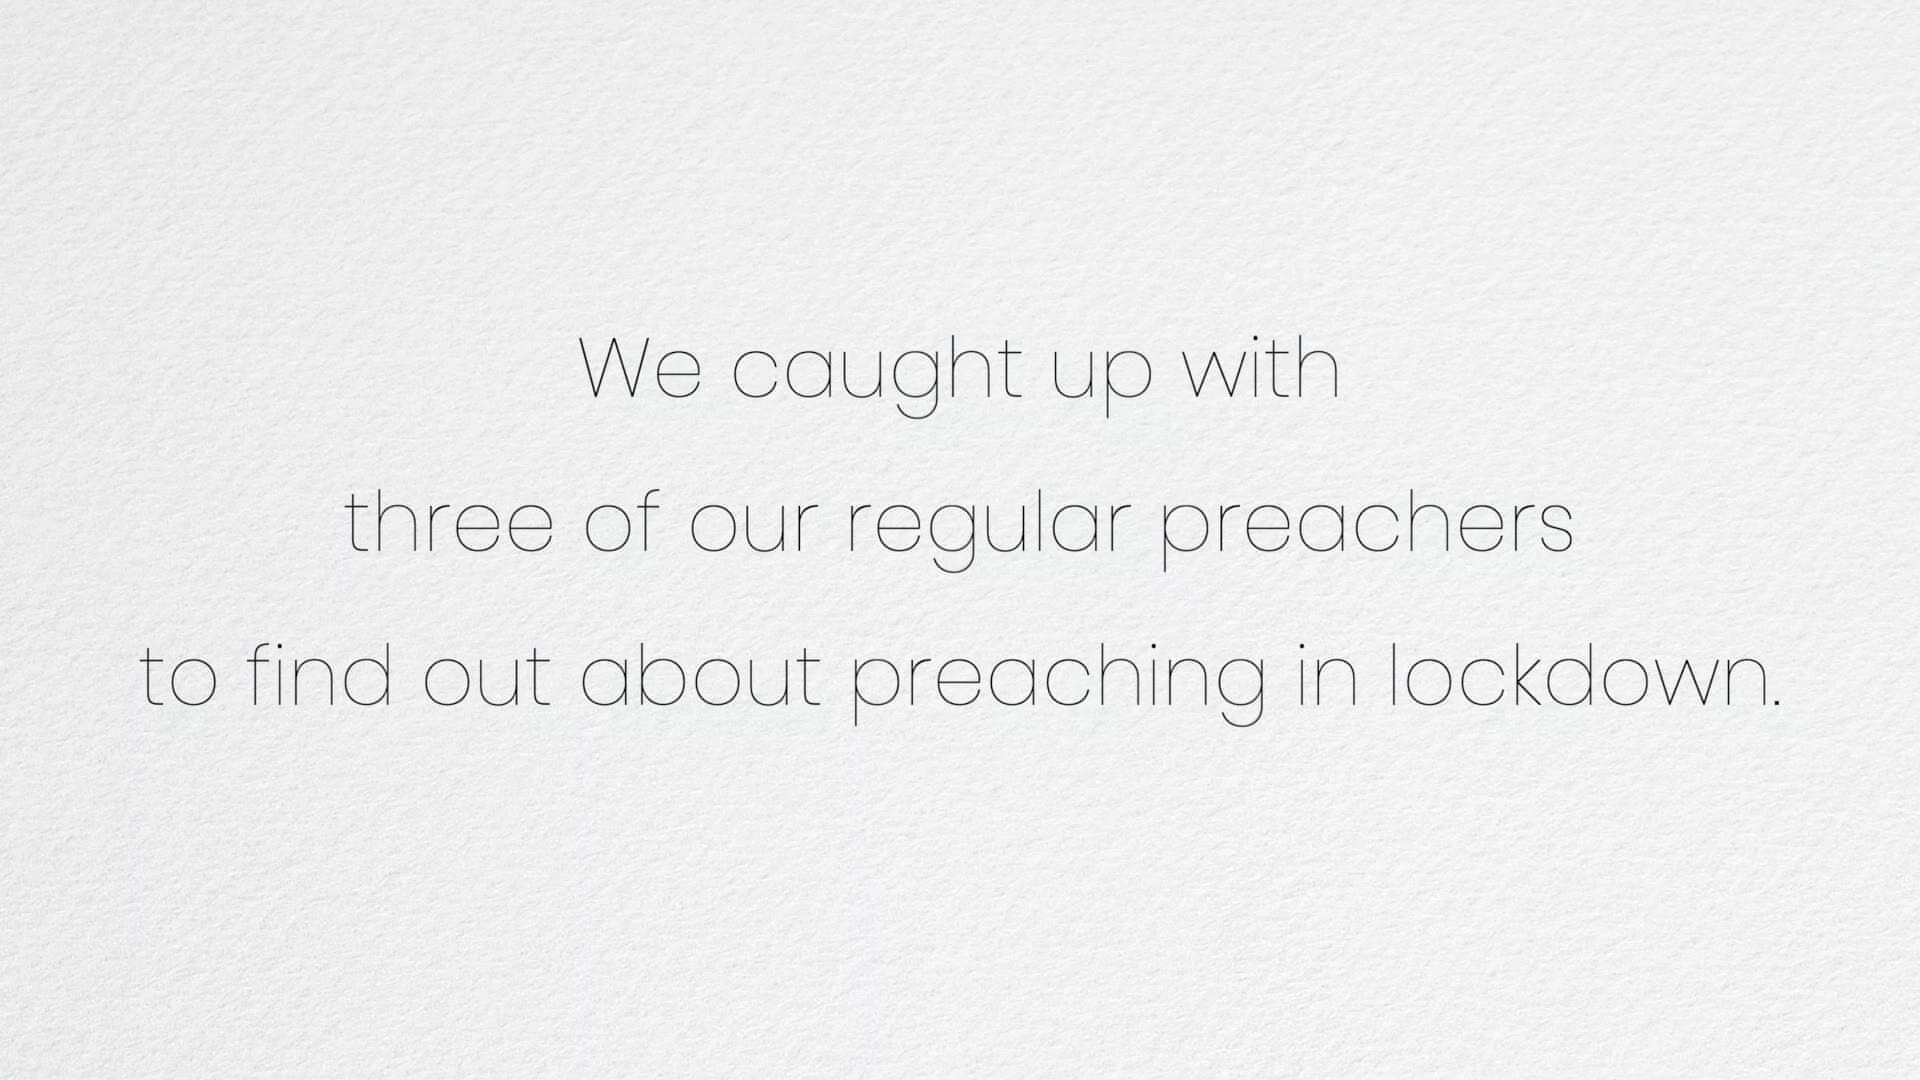 We caught up with
three of our regular preachers
to find out about preaching in lockdown.